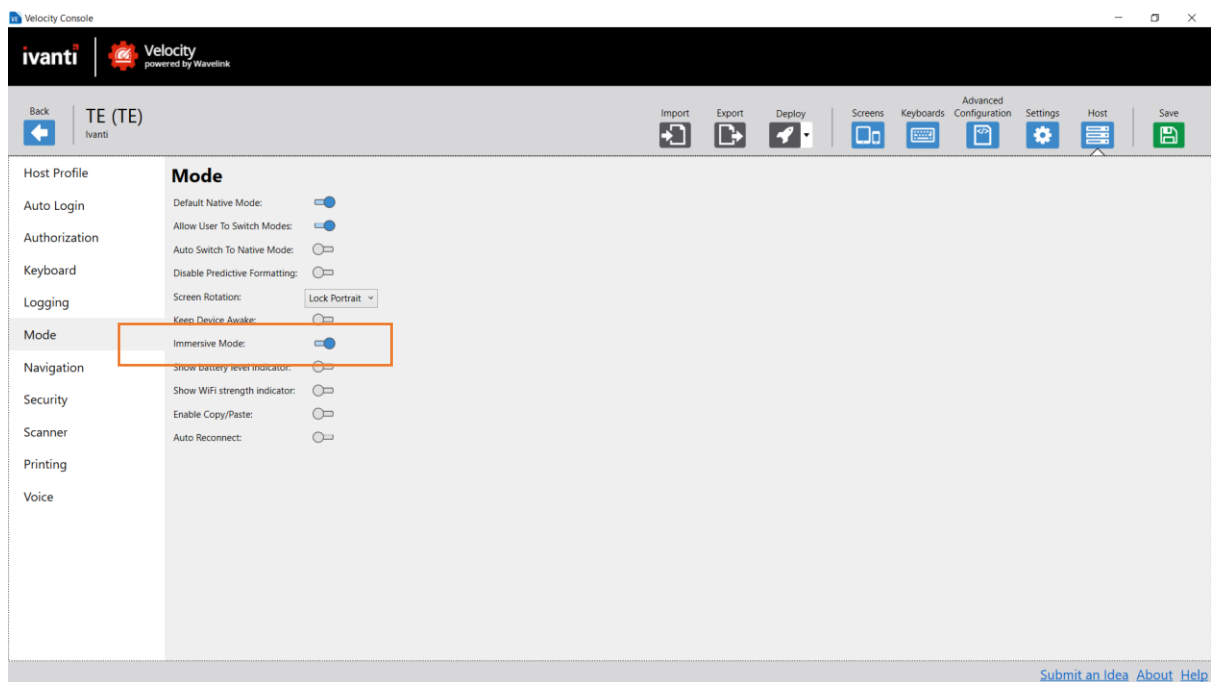 Velocity Console
ivanti
Velocity
powered by Wavelink
Back
TE (TE)
Ivanti
Import
Export
Deploy
Screens
Keyboards
Advanced
Configuration
Settings
Host
Save
Host Profile
Auto Login
Authorization
Keyboard
Logging
Mode
Navigation
Security
Scanner
Printing
Voice
Mode
Default Native Mode:
Allow User To Switch Modes:
Auto Switch To Native Mode:
Disable Predictive Formatting:
Screen Rotation: Lock Portrait
Keep Device Awake:
Immersive Mode:
Show battery level indicator:
Show WiFi strength indicator:
Enable Copy/Paste:
Auto Reconnect:
Submit an Idea About Help